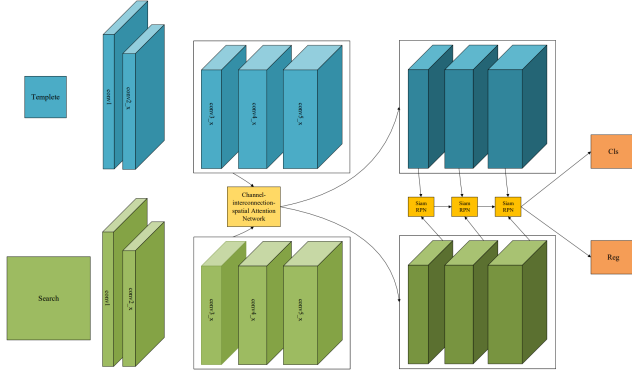 Templete
conv1
conv2_x
conv3_x
conv4_x
conv5_x
Channel-
interconnection-
spatial Attention
Network
Siam
RPN
Siam
RPN
Siam
RPN
Cls
Reg
Search
conv1
conv2_x
conv3_x
conv4_x
conv5_x